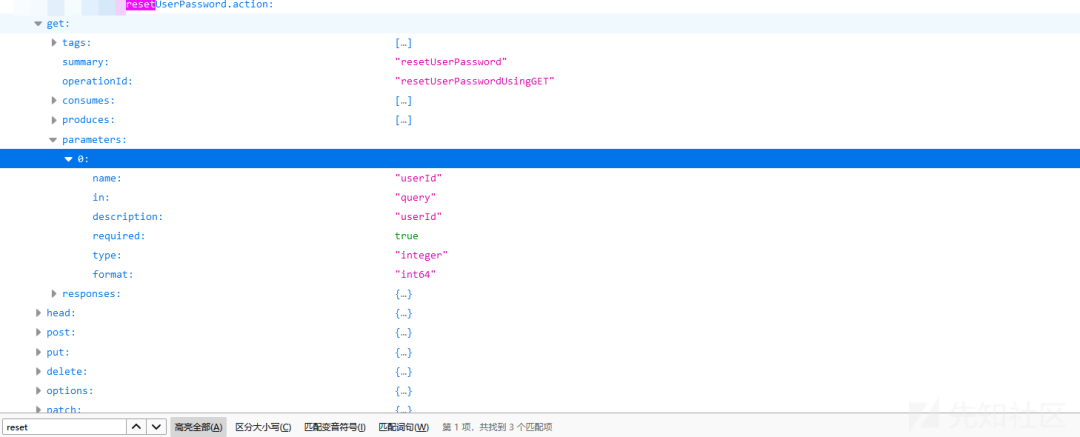 resetUserPassword.action:
get:
tags: […]
summary: "resetUserPassword"
operationId: "resetUserPasswordUsingGET"
consumes: […]
produces: […]
parameters:
0:
name: "userId"
in: "query"
description: "userId"
required: true
type: "integer"
format: "int64"
responses: {…}
head: {…}
post: {…}
put: {…}
delete: {…}
options: {…}
patch: {…}
reset 高亮全部(A) 区分大小写(C) 匹配变音符号(I) 匹配词句(W) 第 1 项，共找到 3 个匹配项
先知社区